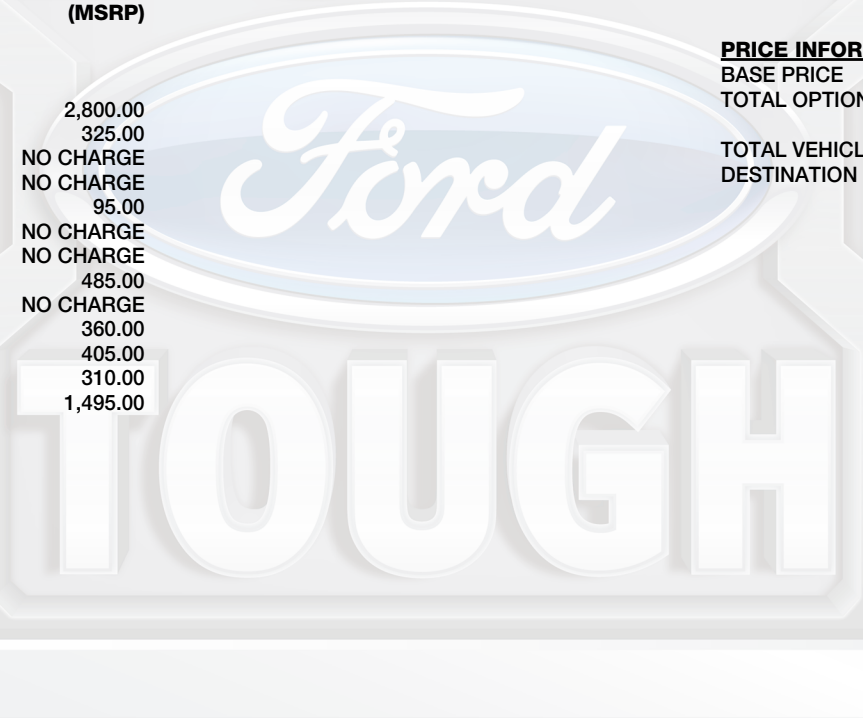 (MSRP)
2,800.00
325.00
NO CHARGE
NO CHARGE
95.00
NO CHARGE
NO CHARGE
485.00
NO CHARGE
360.00
405.00
310.00
1,495.00
PRICE INFOR
BASE PRICE
TOTAL OPTION
TOTAL VEHICL
DESTINATION
Ford
TOUGH